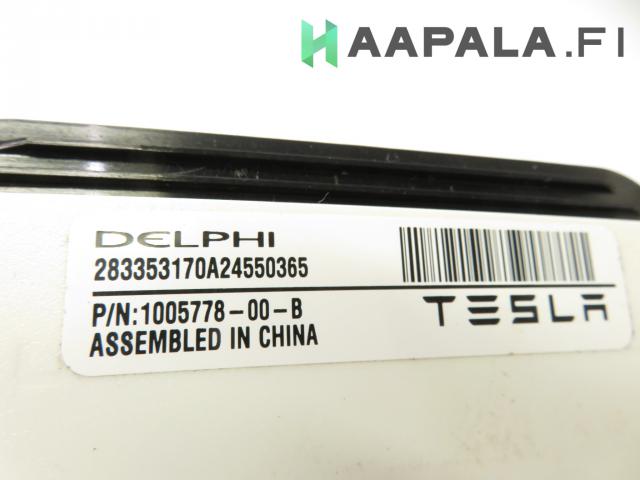 HAAPALA.FI
DELPHI
283353170A24550365
P/N:1005778-00-B
TESLA
ASSEMBLED IN CHINA